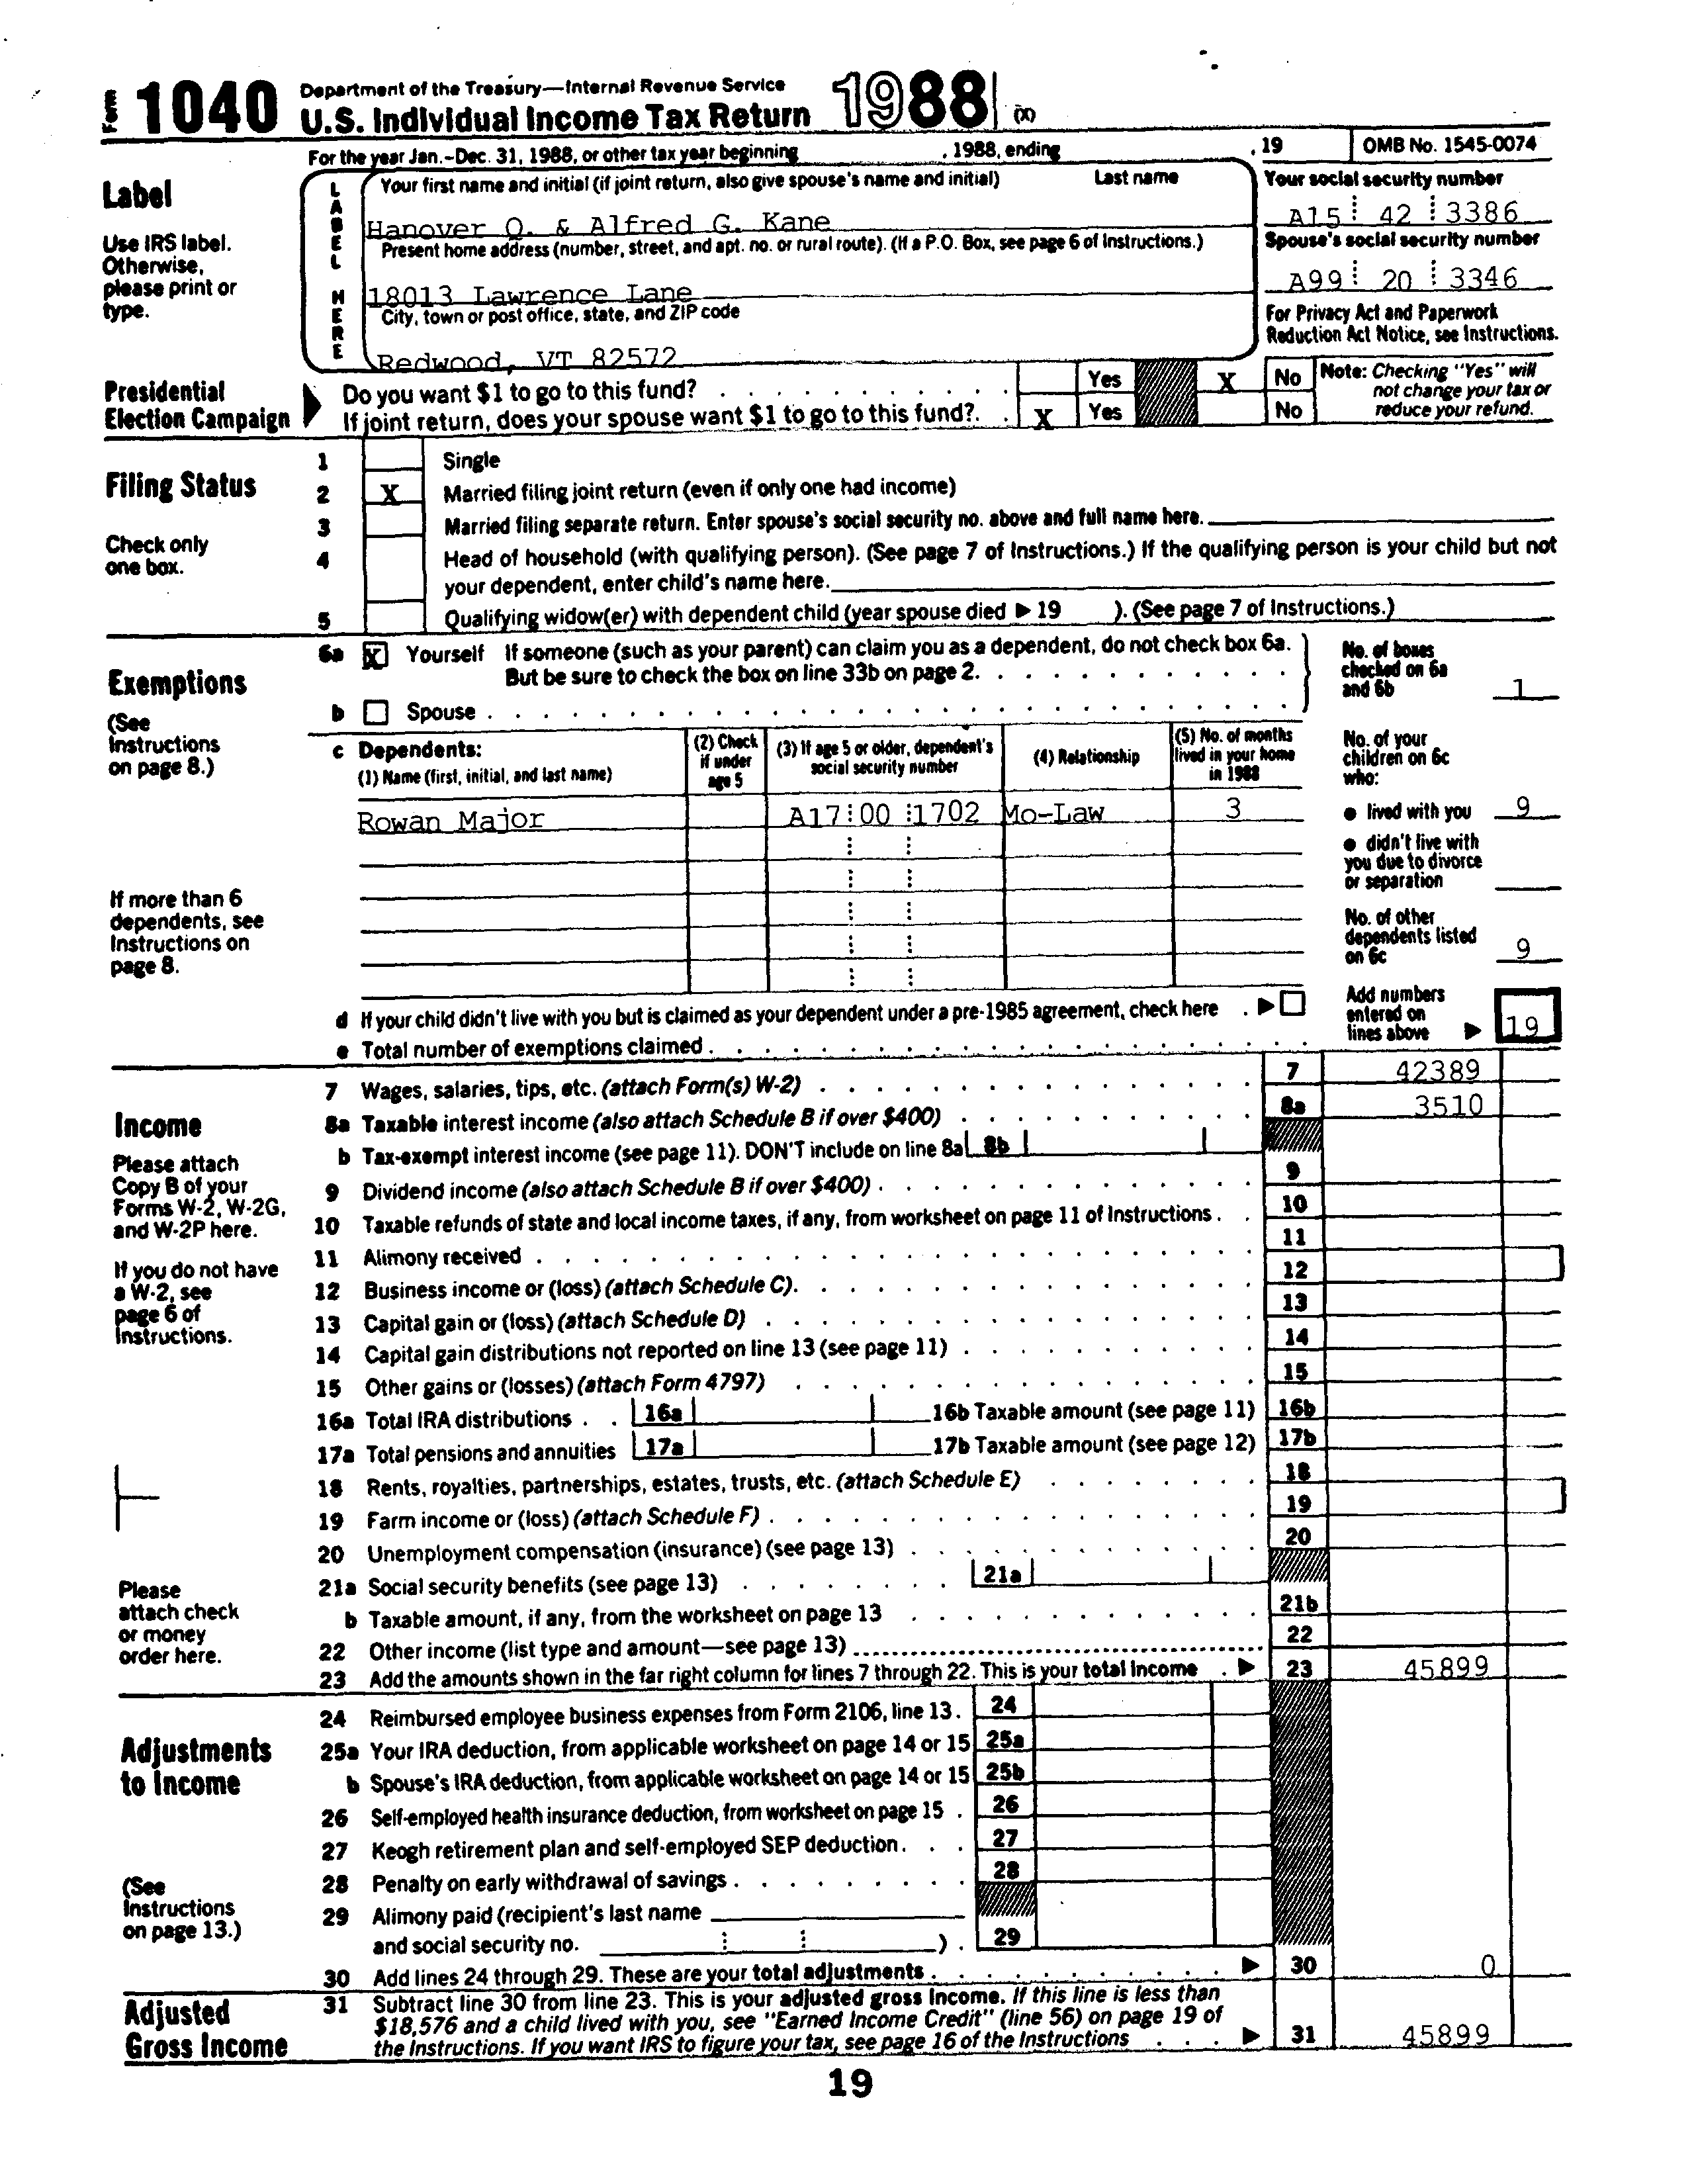 Form 1040 Department of the Treasury—Internal Revenue Service
U.S. Individual Income Tax Return 1988 (X)
For the year Jan.-Dec. 31, 1988, or other tax year beginning , 1988, ending , 19 OMB No. 1545-0074
Label
Use IRS label.
Otherwise,
please print or
type.
LABEL HERE
Your first name and initial (if joint return, also give spouse's name and initial) Last name
Hanover O. & Alfred G. Kane
Your social security number
A15 42 3386
Present home address (number, street, and apt. no. or rural route). (If a P.O. Box, see page 6 of Instructions.)
18013 Lawrence Lane
Spouse's social security number
A99 20 3346
City, town or post office, state, and ZIP code
Redwood, VT 82572
For Privacy Act and Paperwork
Reduction Act Notice, see Instructions.
Presidential
Election Campaign
Do you want $1 to go to this fund? Yes X No
If joint return, does your spouse want $1 to go to this fund? X Yes No
Note: Checking "Yes" will
not change your tax or
reduce your refund.
Filing Status
Check only
one box.
1 Single
2 X Married filing joint return (even if only one had income)
3 Married filing separate return. Enter spouse's social security no. above and full name here.
4 Head of household (with qualifying person). (See page 7 of Instructions.) If the qualifying person is your child but not
your dependent, enter child's name here.
5 Qualifying widow(er) with dependent child (year spouse died ▶ 19 ). (See page 7 of Instructions.)
Exemptions
(See
Instructions
on page 8.)
If more than 6
dependents, see
Instructions on
page 8.
6a X Yourself If someone (such as your parent) can claim you as a dependent, do not check box 6a.
But be sure to check the box on line 33b on page 2.
b Spouse
No. of boxes
checked on 6a
and 6b 1
c Dependents:
(1) Name (first, initial, and last name)
(2) Check
if under
age 5
(3) If age 5 or older, dependent's
social security number
(4) Relationship
(5) No. of months
lived in your home
in 1988
Rowan Major A17 00 1702 Mo-Law 3
No. of your
children on 6c
who:
● lived with you 9
● didn't live with
you due to divorce
or separation
No. of other
dependents listed
on 6c 9
d If your child didn't live with you but is claimed as your dependent under a pre-1985 agreement, check here ▶
e Total number of exemptions claimed
Add numbers
entered on
lines above ▶ 19
Income
Please attach
Copy B of your
Forms W-2, W-2G,
and W-2P here.
If you do not have
a W-2, see
page 6 of
Instructions.
Please
attach check
or money
order here.
7 Wages, salaries, tips, etc. (attach Form(s) W-2) 7 42389
8a Taxable interest income (also attach Schedule B if over $400) 8a 3510
b Tax-exempt interest income (see page 11). DON'T include on line 8a 8b
9 Dividend income (also attach Schedule B if over $400) 9
10 Taxable refunds of state and local income taxes, if any, from worksheet on page 11 of Instructions 10
11 Alimony received 11
12 Business income or (loss) (attach Schedule C) 12
13 Capital gain or (loss) (attach Schedule D) 13
14 Capital gain distributions not reported on line 13 (see page 11) 14
15 Other gains or (losses) (attach Form 4797) 15
16a Total IRA distributions 16a 16b Taxable amount (see page 11) 16b
17a Total pensions and annuities 17a 17b Taxable amount (see page 12) 17b
18 Rents, royalties, partnerships, estates, trusts, etc. (attach Schedule E) 18
19 Farm income or (loss) (attach Schedule F) 19
20 Unemployment compensation (insurance) (see page 13) 20
21a Social security benefits (see page 13) 21a
b Taxable amount, if any, from the worksheet on page 13 21b
22 Other income (list type and amount—see page 13) 22
23 Add the amounts shown in the far right column for lines 7 through 22. This is your total income ▶ 23 45899
Adjustments
to Income
(See
Instructions
on page 13.)
24 Reimbursed employee business expenses from Form 2106, line 13. 24
25a Your IRA deduction, from applicable worksheet on page 14 or 15 25a
b Spouse's IRA deduction, from applicable worksheet on page 14 or 15 25b
26 Self-employed health insurance deduction, from worksheet on page 15 26
27 Keogh retirement plan and self-employed SEP deduction 27
28 Penalty on early withdrawal of savings 28
29 Alimony paid (recipient's last name
and social security no. ) 29
30 Add lines 24 through 29. These are your total adjustments ▶ 30 0
Adjusted
Gross Income
31 Subtract line 30 from line 23. This is your adjusted gross income. If this line is less than
$18,576 and a child lived with you, see "Earned Income Credit" (line 56) on page 19 of
the Instructions. If you want IRS to figure your tax, see page 16 of the Instructions ▶ 31 45899
19